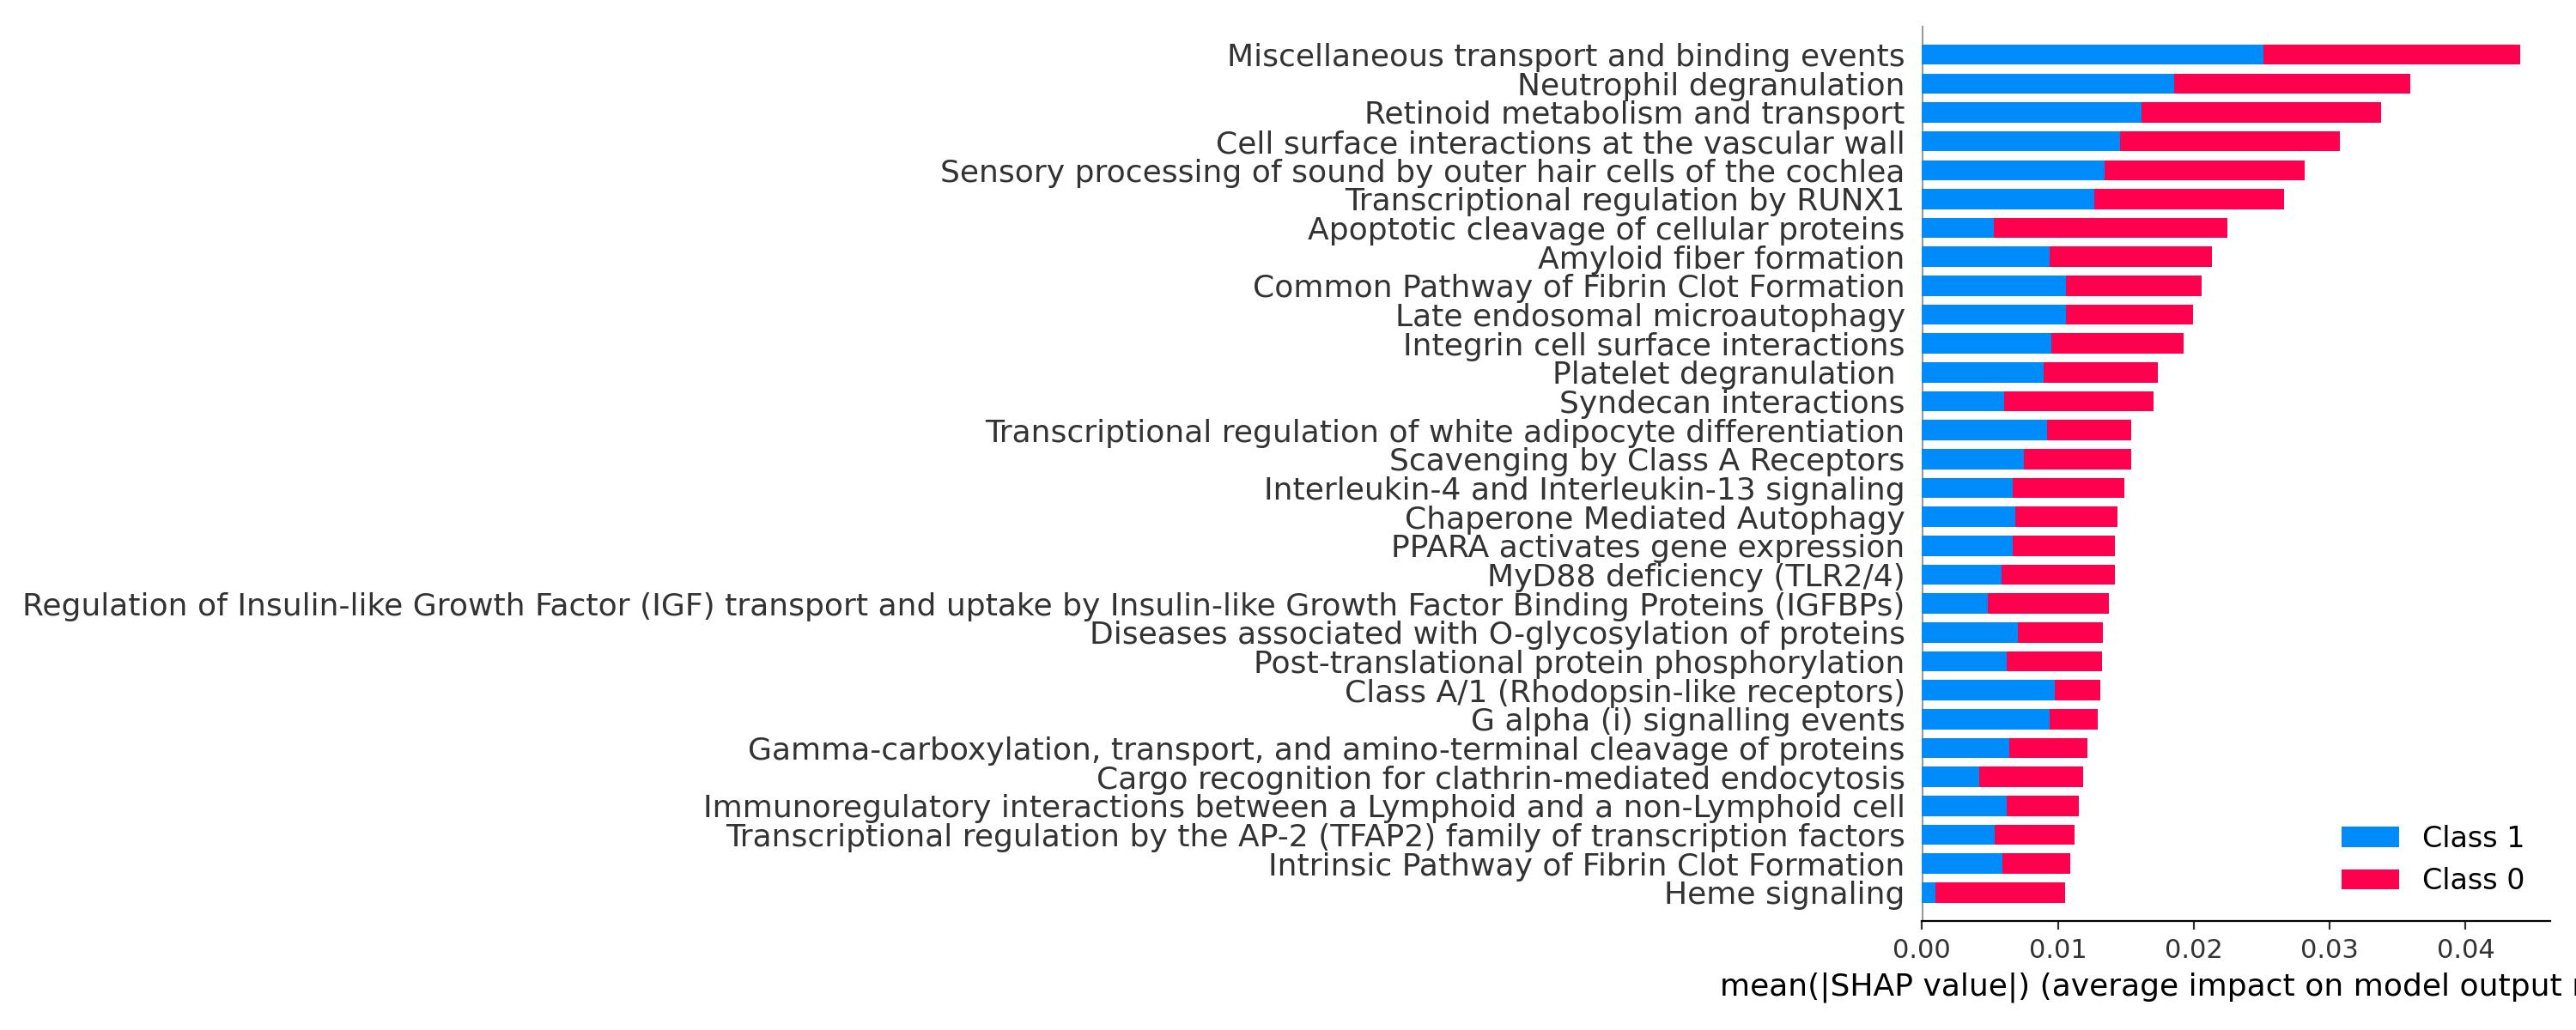 Miscellaneous transport and binding events
Neutrophil degranulation
Retinoid metabolism and transport
Cell surface interactions at the vascular wall
Sensory processing of sound by outer hair cells of the cochlea
Transcriptional regulation by RUNX1
Apoptotic cleavage of cellular proteins
Amyloid fiber formation
Common Pathway of Fibrin Clot Formation
Late endosomal microautophagy
Integrin cell surface interactions
Platelet degranulation
Syndecan interactions
Transcriptional regulation of white adipocyte differentiation
Scavenging by Class A Receptors
Interleukin-4 and Interleukin-13 signaling
Chaperone Mediated Autophagy
PPARA activates gene expression
MyD88 deficiency (TLR2/4)
Regulation of Insulin-like Growth Factor (IGF) transport and uptake by Insulin-like Growth Factor Binding Proteins (IGFBPs)
Diseases associated with O-glycosylation of proteins
Post-translational protein phosphorylation
Class A/1 (Rhodopsin-like receptors)
G alpha (i) signalling events
Gamma-carboxylation, transport, and amino-terminal cleavage of proteins
Cargo recognition for clathrin-mediated endocytosis
Immunoregulatory interactions between a Lymphoid and a non-Lymphoid cell
Transcriptional regulation by the AP-2 (TFAP2) family of transcription factors
Intrinsic Pathway of Fibrin Clot Formation
Heme signaling
Class 1
Class 0
0.00 0.01 0.02 0.03 0.04
mean(|SHAP value|) (average impact on model output